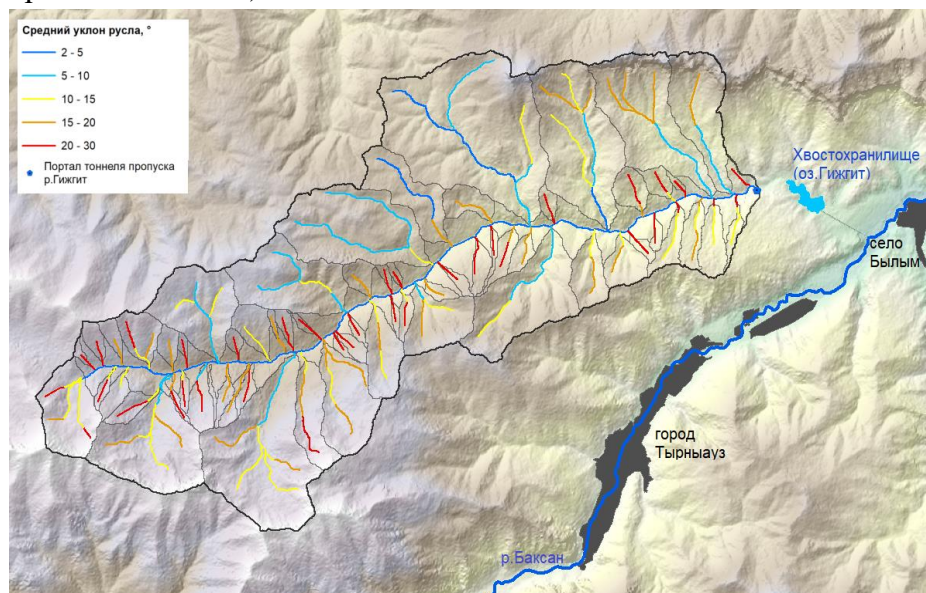 Средний уклон русла, °
2 - 5
5 - 10
10 - 15
15 - 20
20 - 30
Портал тоннеля пропуска
р.Гижгит
Хвостохранилище
(оз.Гижгит)
село
Былым
город
Тырныауз
р.Баксан